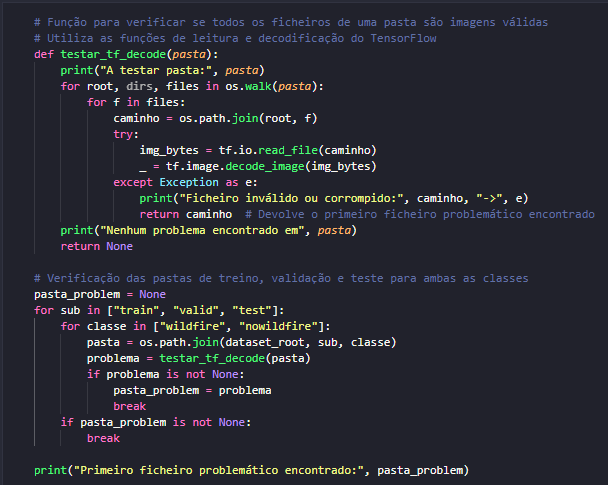 # Função para verificar se todos os ficheiros de uma pasta são imagens válidas
# Utiliza as funções de leitura e decodificação do TensorFlow
def testar_tf_decode(pasta):
    print("A testar pasta:", pasta)
    for root, dirs, files in os.walk(pasta):
        for f in files:
            caminho = os.path.join(root, f)
            try:
                img_bytes = tf.io.read_file(caminho)
                _ = tf.image.decode_image(img_bytes)
            except Exception as e:
                print("Ficheiro inválido ou corrompido:", caminho, "->", e)
                return caminho  # Devolve o primeiro ficheiro problemático encontrado
    print("Nenhum problema encontrado em", pasta)
    return None

# Verificação das pastas de treino, validação e teste para ambas as classes
pasta_problem = None
for sub in ["train", "valid", "test"]:
    for classe in ["wildfire", "nowildfire"]:
        pasta = os.path.join(dataset_root, sub, classe)
        problema = testar_tf_decode(pasta)
        if problema is not None:
            pasta_problem = problema
            break
    if pasta_problem is not None:
        break

print("Primeiro ficheiro problemático encontrado:", pasta_problem)